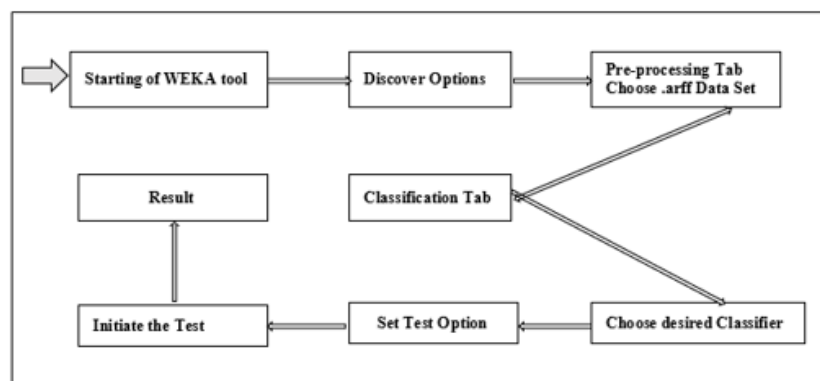 Starting of WEKA tool
Discover Options
Pre-processing Tab
Choose .arff Data Set
Result
Classification Tab
Initiate the Test
Set Test Option
Choose desired Classifier